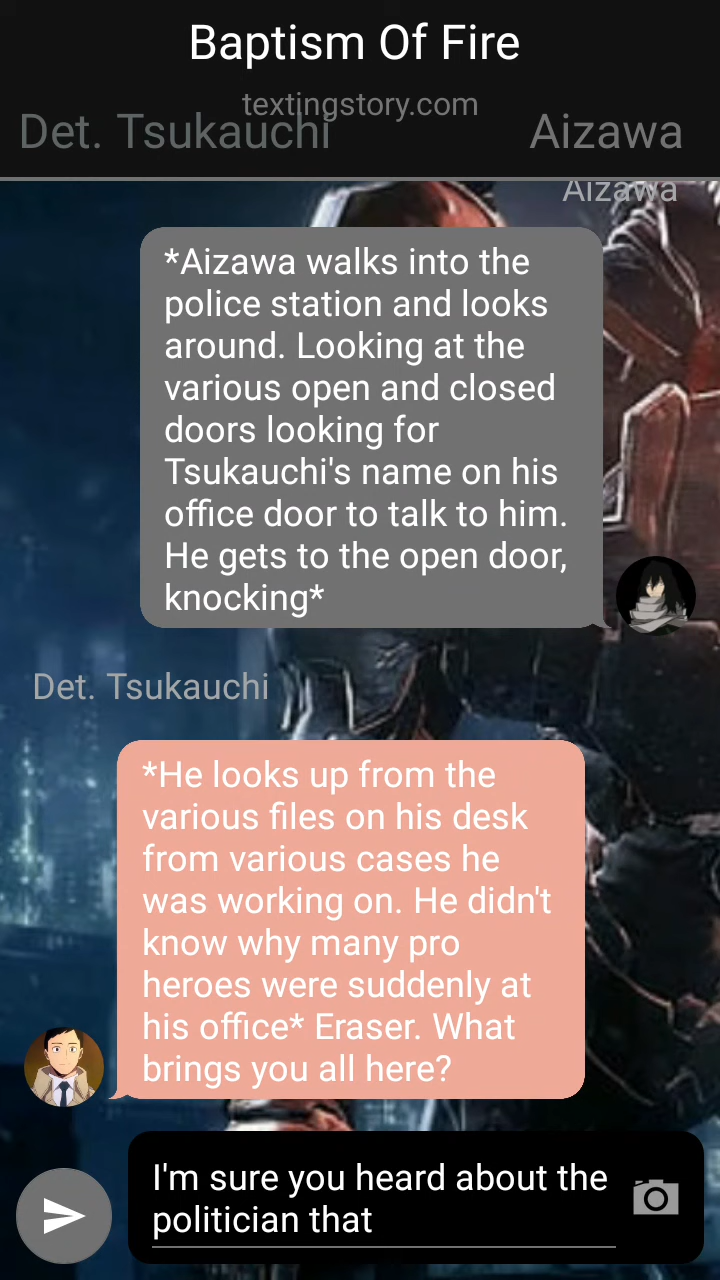 Baptism Of Fire
textingstory.com
Det. Tsukauchi
Aizawa
Aizawa
*Aizawa walks into the
police station and looks
around. Looking at the
various open and closed
doors looking for
Tsukauchi's name on his
office door to talk to him.
He gets to the open door,
knocking*
Det. Tsukauchi
*He looks up from the
various files on his desk
from various cases he
was working on. He didn't
know why many pro
heroes were suddenly at
his office* Eraser. What
brings you all here?
I'm sure you heard about the
politician that